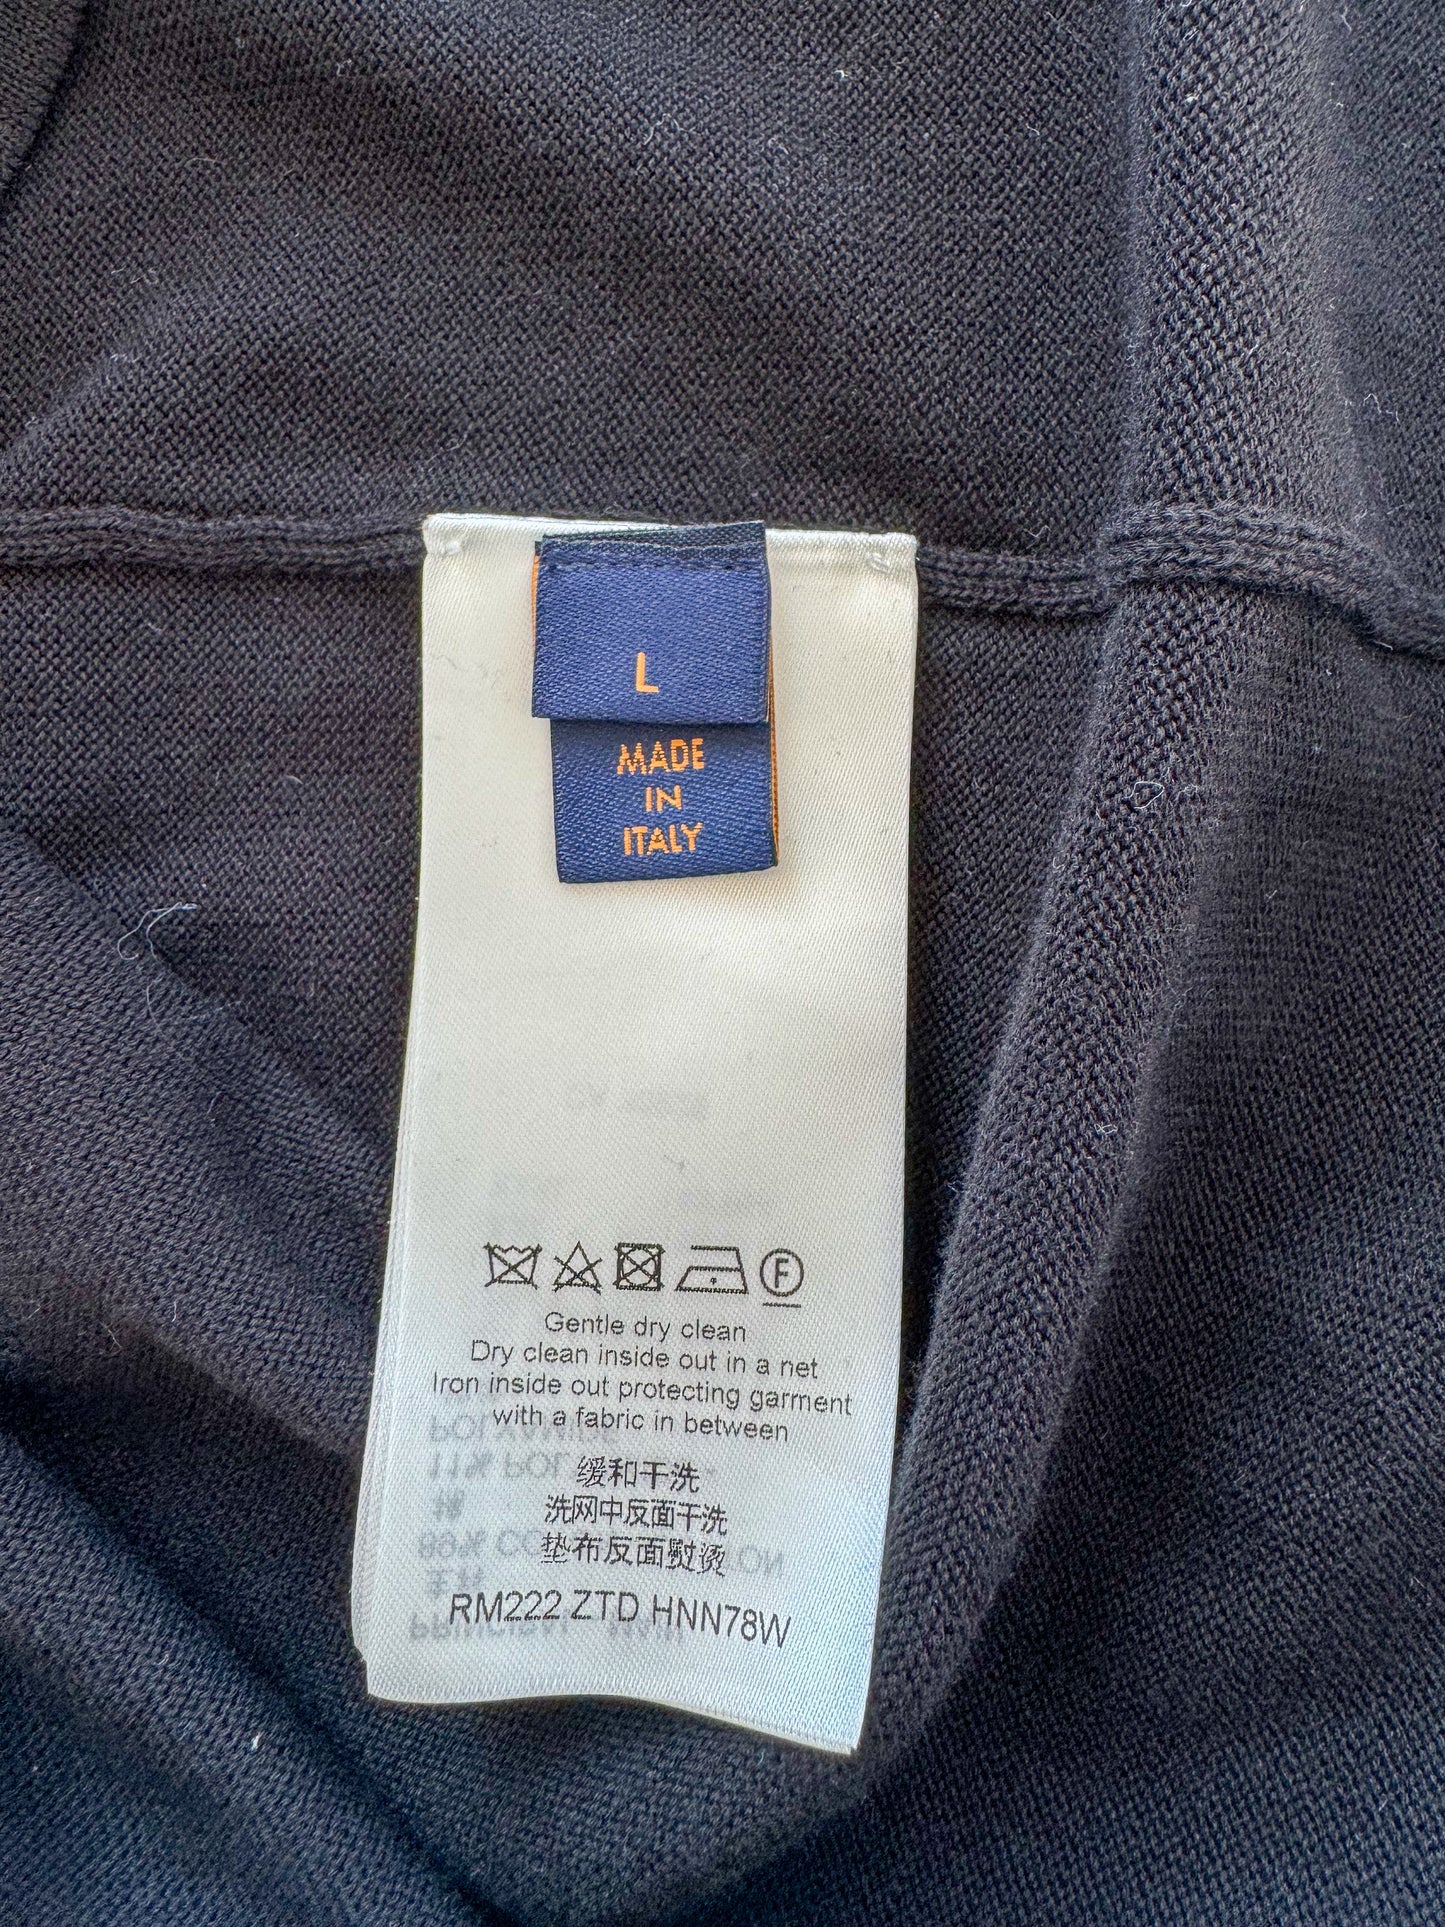 L
MADE
IN
ITALY
F
Gentle dry clean
Dry clean inside out in a net
Iron inside out protecting garment
with a fabric in between
缓和干洗
洗网中反面干洗
垫布反面熨烫
RM222 ZTD HNN78W